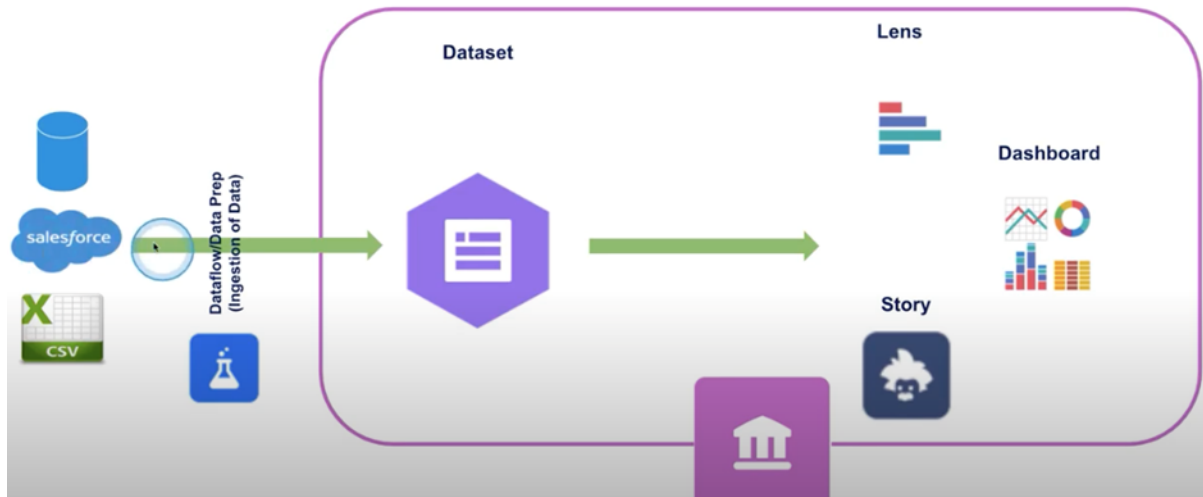 Dataset
Lens
Dashboard
salesforce
Dataflow/Data Prep
(Ingestion of Data)
X
CSV
Story